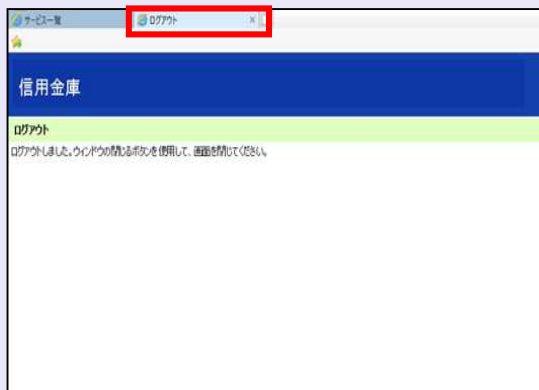 サービス一覧
ログアウト
信用金庫
ログアウト
ログアウトしました。ウィンドウの閉じるボタンを使用して、画面を閉じてください。